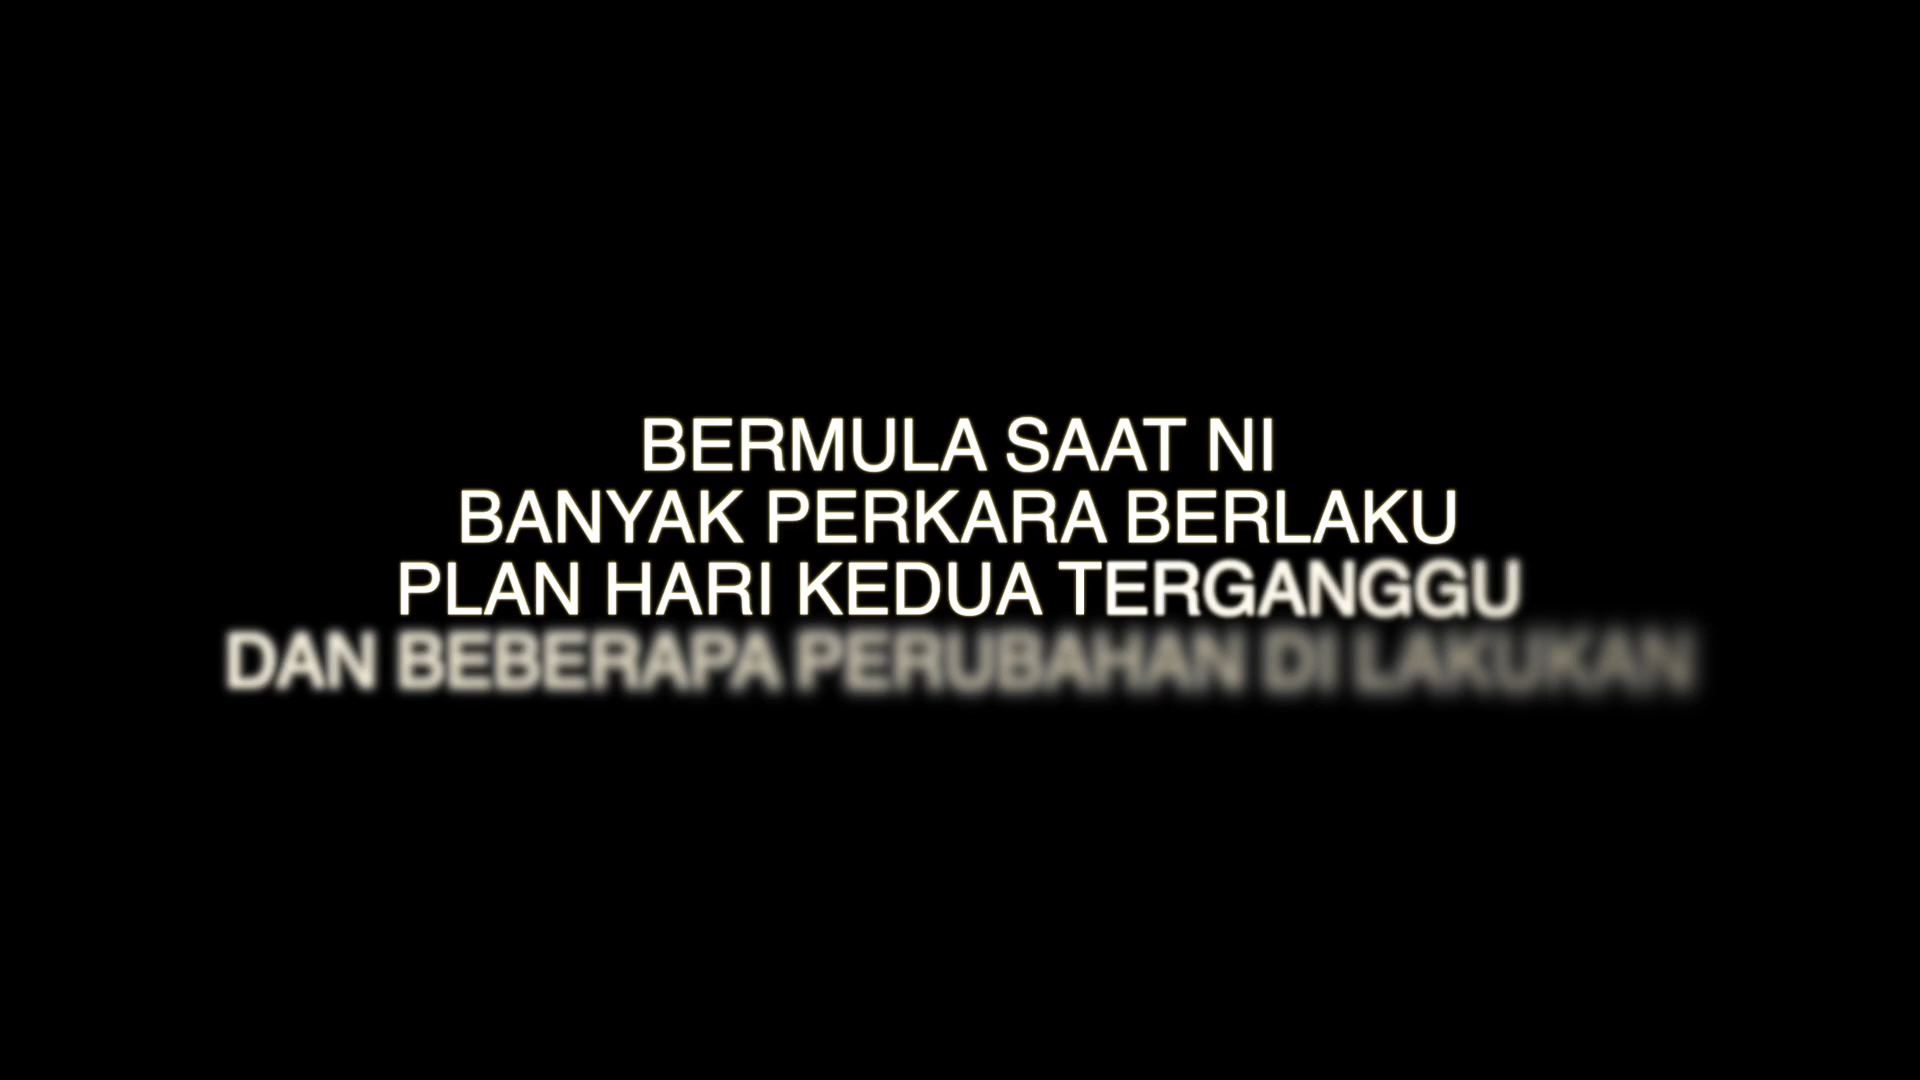 BERMULA SAAT NI
BANYAK PERKARA BERLAKU
PLAN HARI KEDUA TERGANGGU
DAN BEBERAPA PERUBAHAN DI LAKUKAN